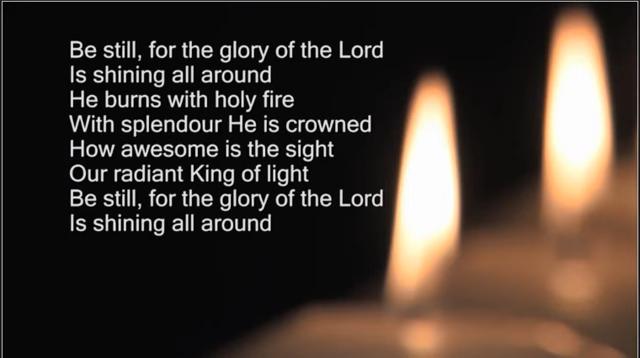 Be still, for the glory of the Lord
Is shining all around
He burns with holy fire
With splendour He is crowned
How awesome is the sight
Our radiant King of light
Be still, for the glory of the Lord
Is shining all around